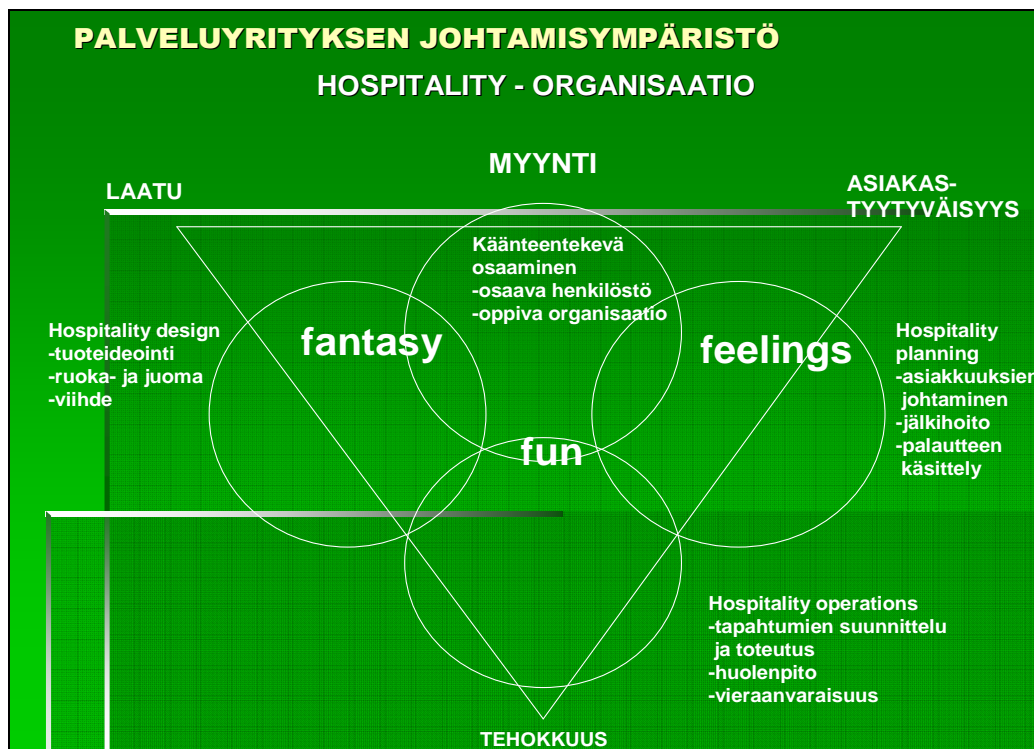 PALVELUYRITYKSEN JOHTAMISYMPÄRISTÖ
HOSPITALITY - ORGANISAATIO
MYYNTI
LAATU
ASIAKAS-
TYYTYVÄISYYS
Käänteentekevä
osaaminen
-osaava henkilöstö
-oppiva organisaatio
Hospitality design
-tuoteideointi
-ruoka- ja juoma
-viihde
fantasy
feelings
Hospitality
planning
-asiakkuuksien
johtaminen
-jälkihoito
-palautteen
käsittely
fun
Hospitality operations
-tapahtumien suunnittelu
ja toteutus
-huolenpito
-vieraanvaraisuus
TEHOKKUUS